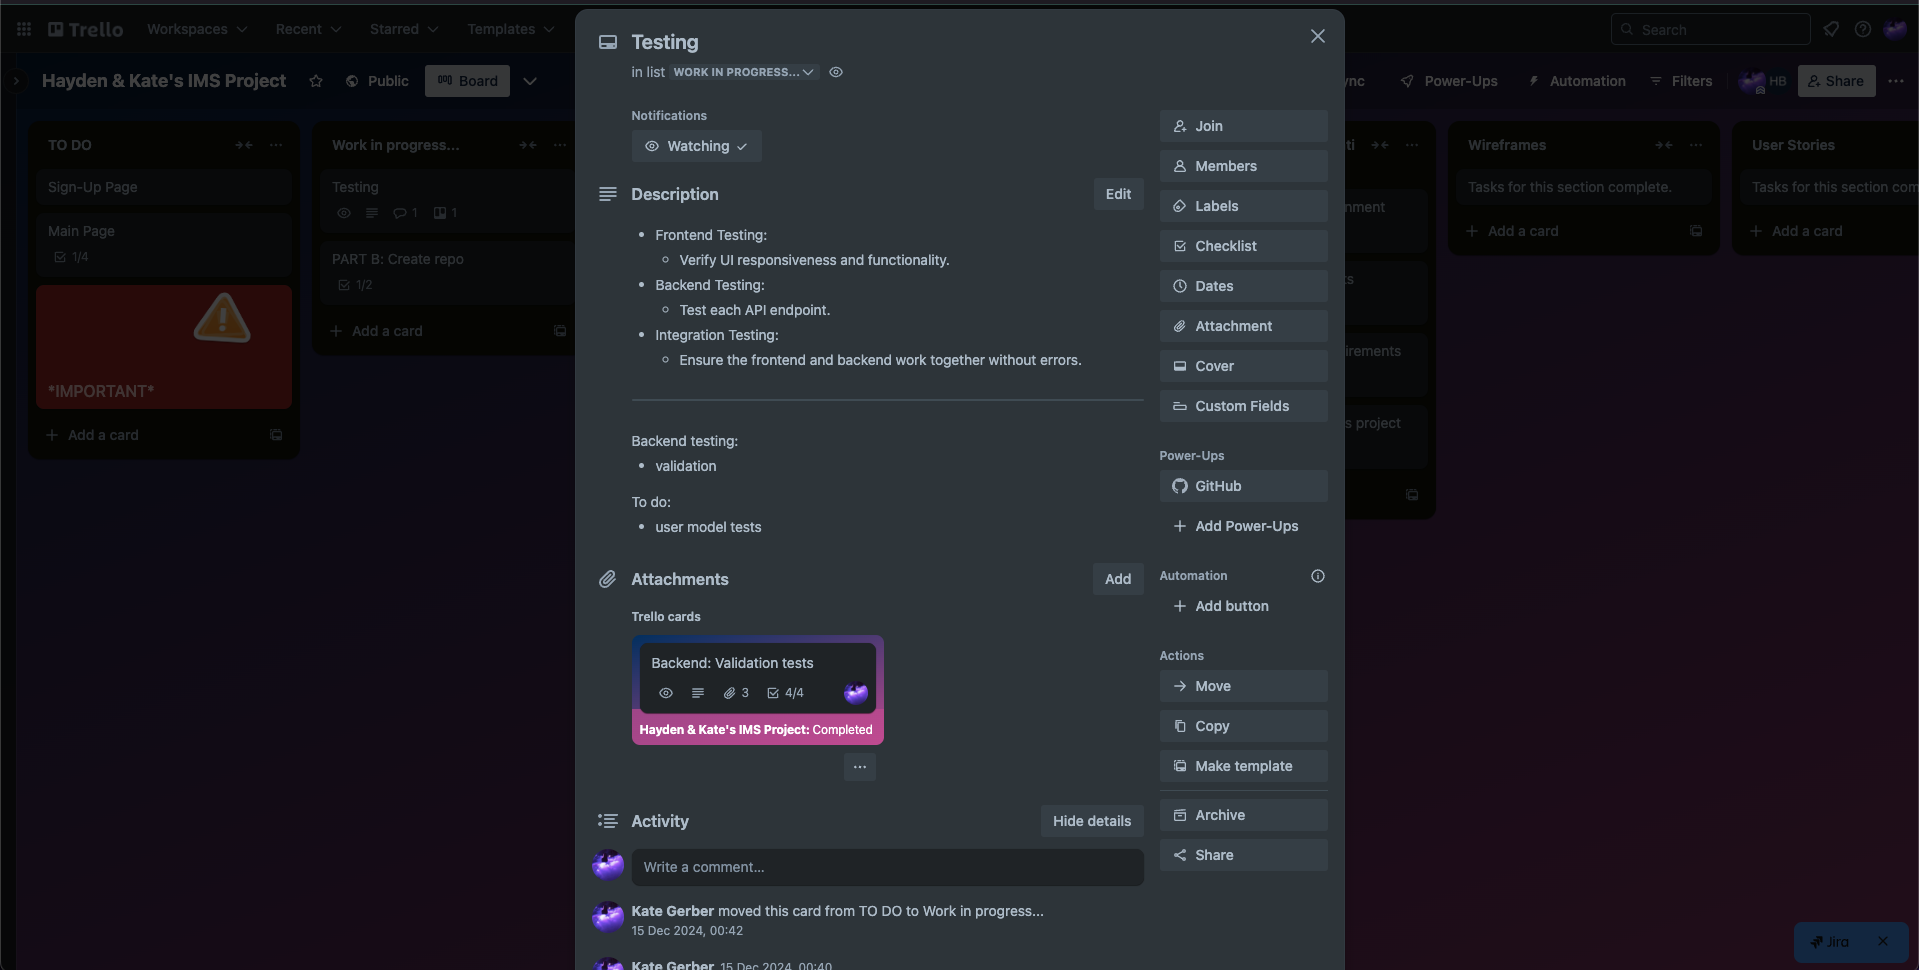 Trello
Workspaces
Recent
Starred
Templates
Search
Hayden & Kate's IMS Project
Public
Board
Power-Ups
Automation
Filters
HB
Share
TO DO
Sign-Up Page
Main Page
1/4
*IMPORTANT*
Add a card
Work in progress...
Testing
1
1
PART B: Create repo
1/2
Add a card
Testing
in list WORK IN PROGRESS...
Notifications
Watching
Description
Edit
Frontend Testing:
Verify UI responsiveness and functionality.
Backend Testing:
Test each API endpoint.
Integration Testing:
Ensure the frontend and backend work together without errors.
Backend testing:
validation
To do:
user model tests
Attachments
Add
Trello cards
Backend: Validation tests
3
4/4
Hayden & Kate's IMS Project: Completed
Activity
Hide details
Write a comment...
Kate Gerber moved this card from TO DO to Work in progress...
15 Dec 2024, 00:42
Kate Gerber 15 Dec 2024, 00:40
Join
Members
Labels
Checklist
Dates
Attachment
Cover
Custom Fields
Power-Ups
GitHub
Add Power-Ups
Automation
Add button
Actions
Move
Copy
Make template
Archive
Share
Wireframes
Tasks for this section complete.
Add a card
User Stories
Tasks for this section com
Add a card
s project
Jira